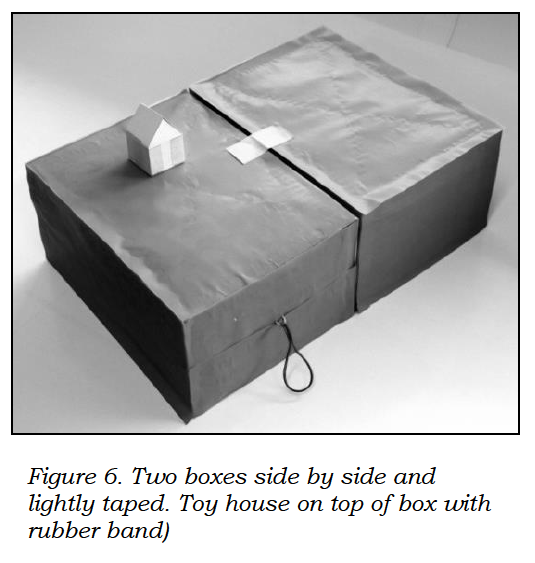 Figure 6. Two boxes side by side and
lightly taped. Toy house on top of box with
rubber band)